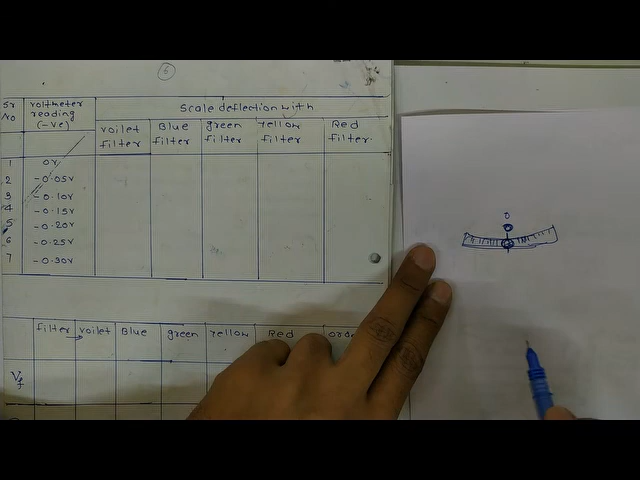 6
Sr No | voltmeter reading (-ve) | Scale deflection with
voilet filter | Blue filter | green filter | yellow filter | Red filter
1 | 0V
2 | -0.05V
3 | -0.10V
4 | -0.15V
5 | -0.20V
6 | -0.25V
7 | -0.30V
0
filter → | voilet | Blue | green | yellow | Red